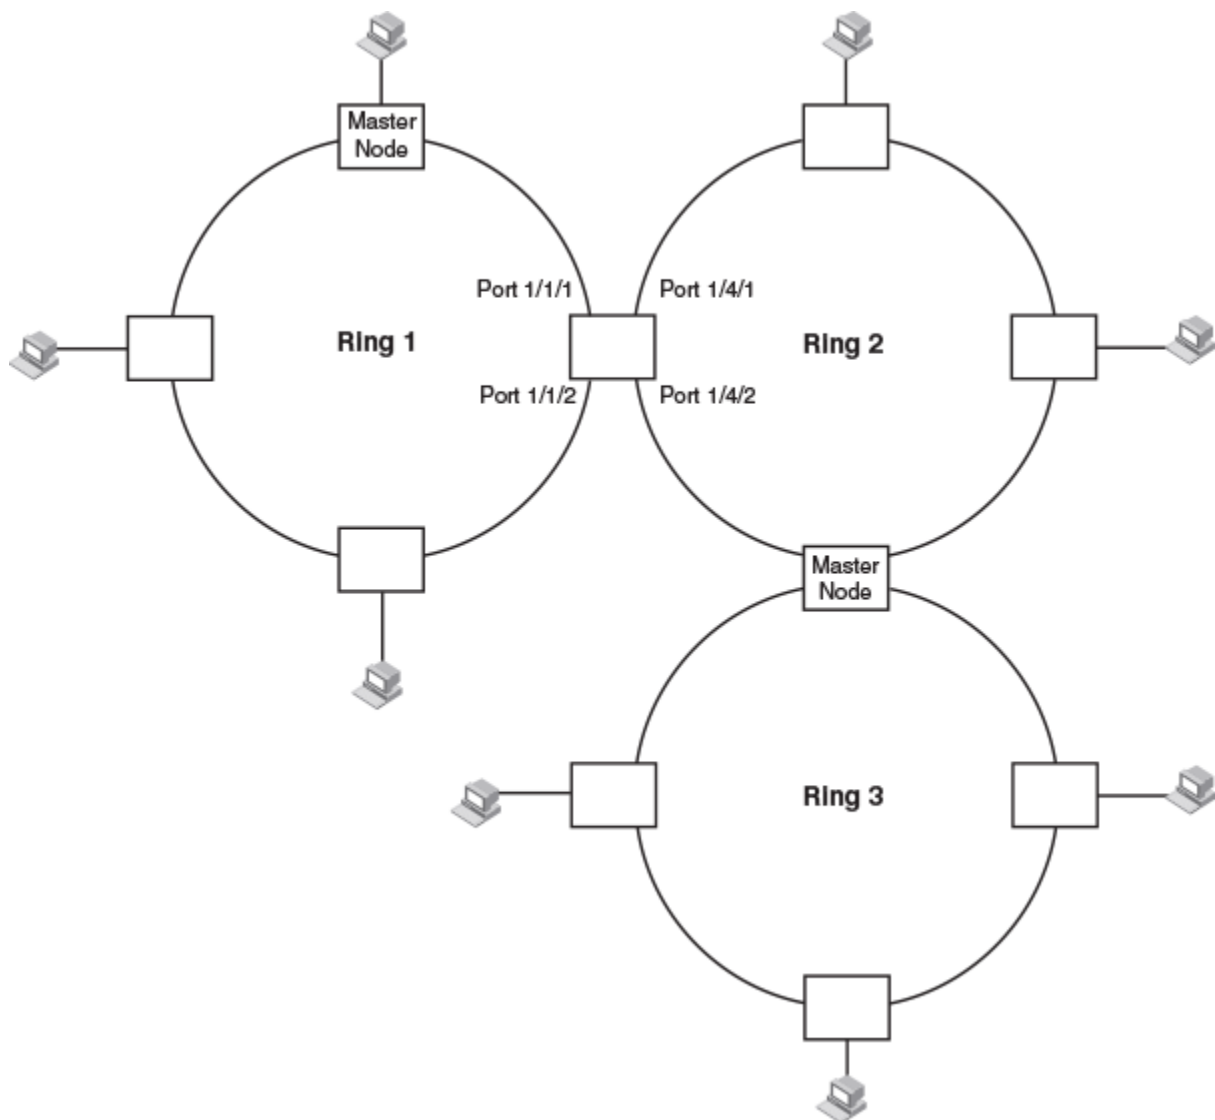 Master
Node
Port 1/1/1
Port 1/4/1
Ring 1
Ring 2
Port 1/1/2
Port 1/4/2
Master
Node
Ring 3